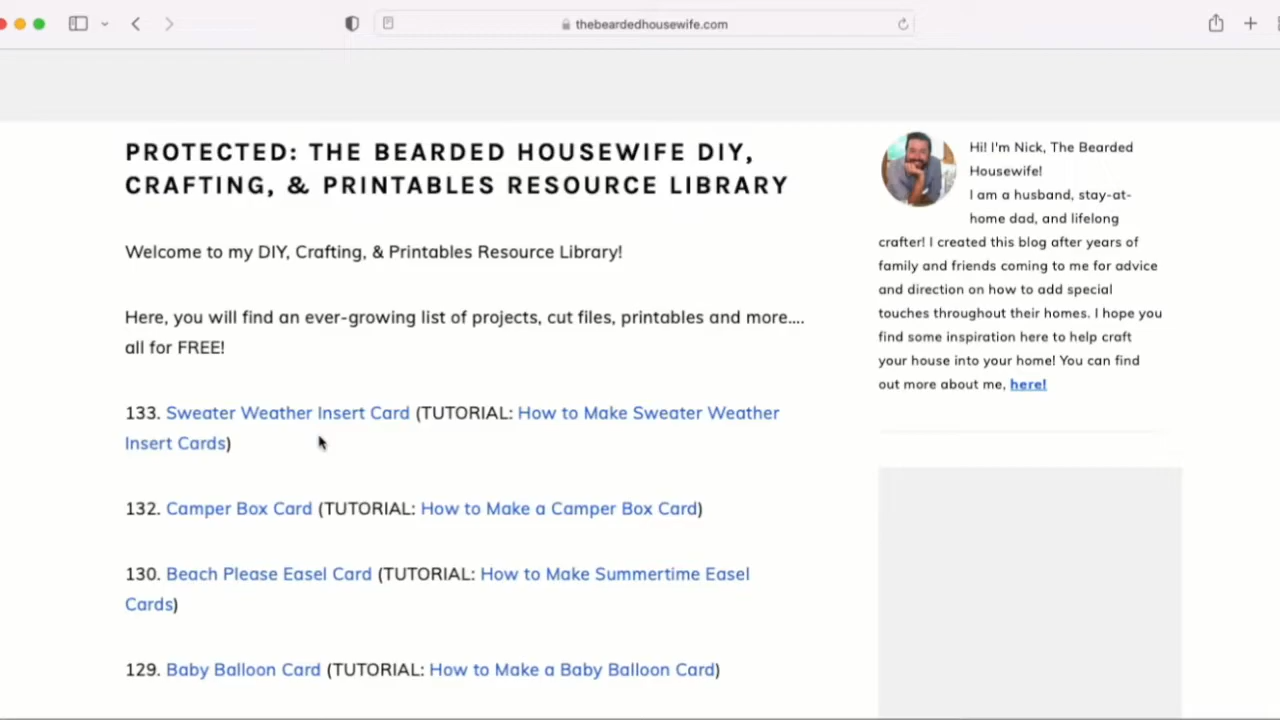 thebeardedhousewife.com
PROTECTED: THE BEARDED HOUSEWIFE DIY,
CRAFTING, & PRINTABLES RESOURCE LIBRARY
Welcome to my DIY, Crafting, & Printables Resource Library!
Here, you will find an ever-growing list of projects, cut files, printables and more....
all for FREE!
133. Sweater Weather Insert Card (TUTORIAL: How to Make Sweater Weather
Insert Cards)
132. Camper Box Card (TUTORIAL: How to Make a Camper Box Card)
130. Beach Please Easel Card (TUTORIAL: How to Make Summertime Easel
Cards)
129. Baby Balloon Card (TUTORIAL: How to Make a Baby Balloon Card)
Hi! I'm Nick, The Bearded
Housewife!
I am a husband, stay-at-
home dad, and lifelong
crafter! I created this blog after years of
family and friends coming to me for advice
and direction on how to add special
touches throughout their homes. I hope you
find some inspiration here to help craft
your house into your home! You can find
out more about me, here!